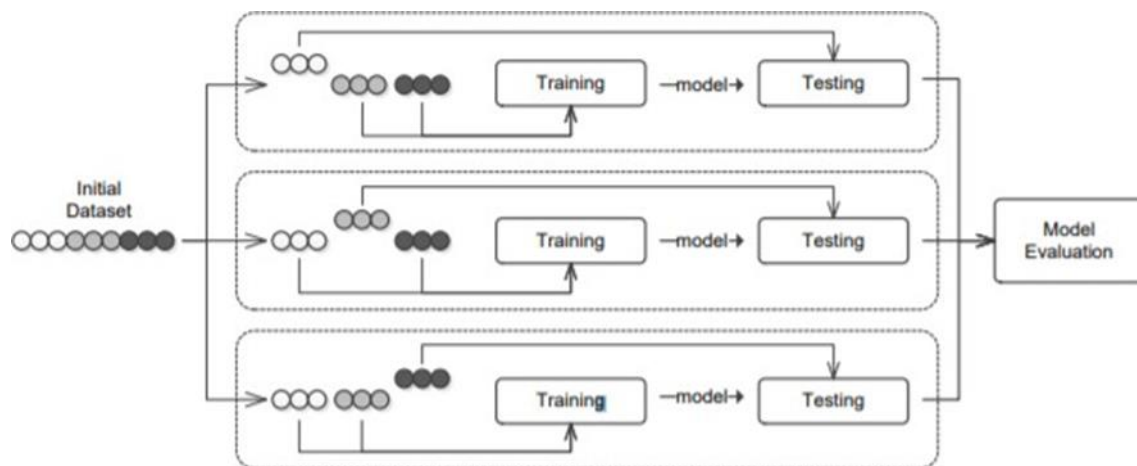 Training
model
Testing
Initial
Dataset
Training
model
Testing
Model
Evaluation
Training
model
Testing